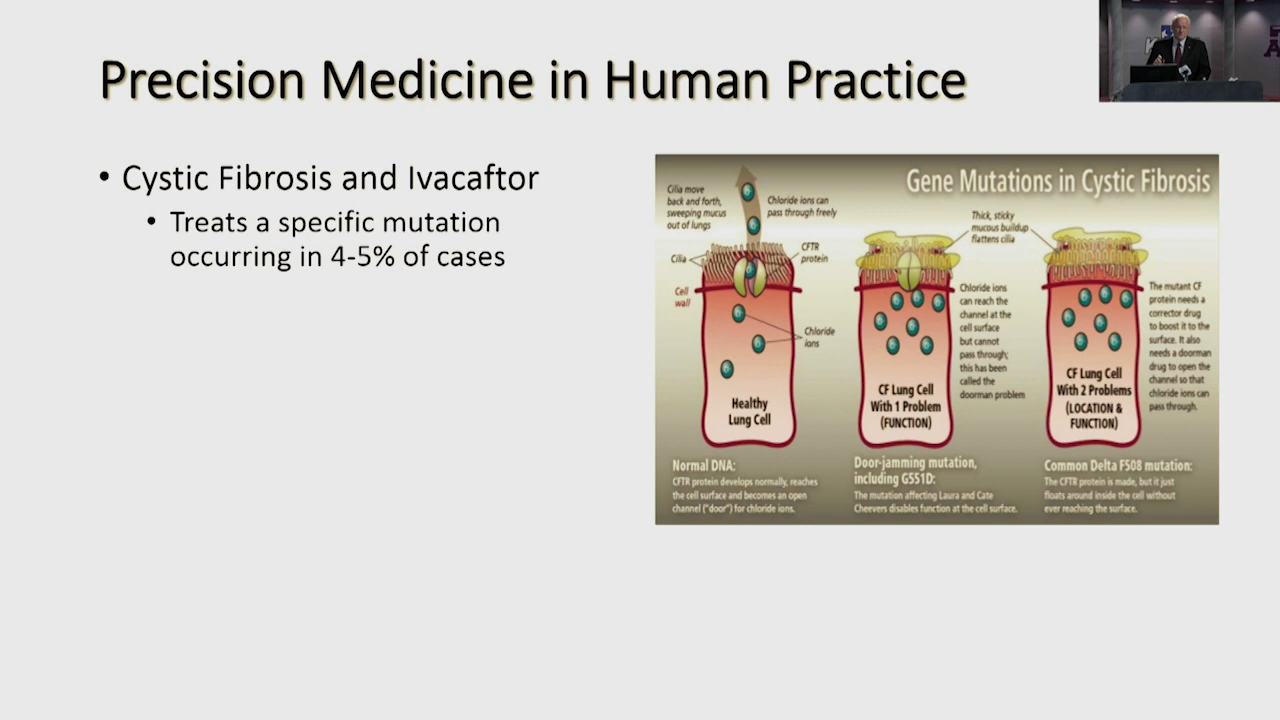 Precision Medicine in Human Practice
• Cystic Fibrosis and Ivacaftor
• Treats a specific mutation
occurring in 4-5% of cases
Gene Mutations in Cystic Fibrosis
Cilia move
back and forth,
sweeping mucus
out of lungs
Chloride ions can
pass through freely
Cilia
CFTR
protein
Cell
wall
Chloride
ions
Healthy
Lung Cell
Thick, sticky
mucous buildup
flattens cilia
Chloride ions
can reach the
channel at the
cell surface
but cannot
pass through;
this has been
called the
doorman problem
CF Lung Cell
With 1 Problem
(FUNCTION)
The mutant CF
protein needs a
corrector drug
to boost it to the
surface. It also
needs a doorman
drug to open the
channel so that
chloride ions can
pass through.
CF Lung Cell
With 2 Problems
(LOCATION &
FUNCTION)
Normal DNA:
CFTR protein develops normally, reaches
the cell surface and becomes an open
channel ("door") for chloride ions.
Door-jamming mutation,
including G551D:
The mutation affecting Laura and Cate
Cheevers disables function at the cell surface.
Common Delta F508 mutation:
The CFTR protein is made, but it just
floats around inside the cell without
ever reaching the surface.